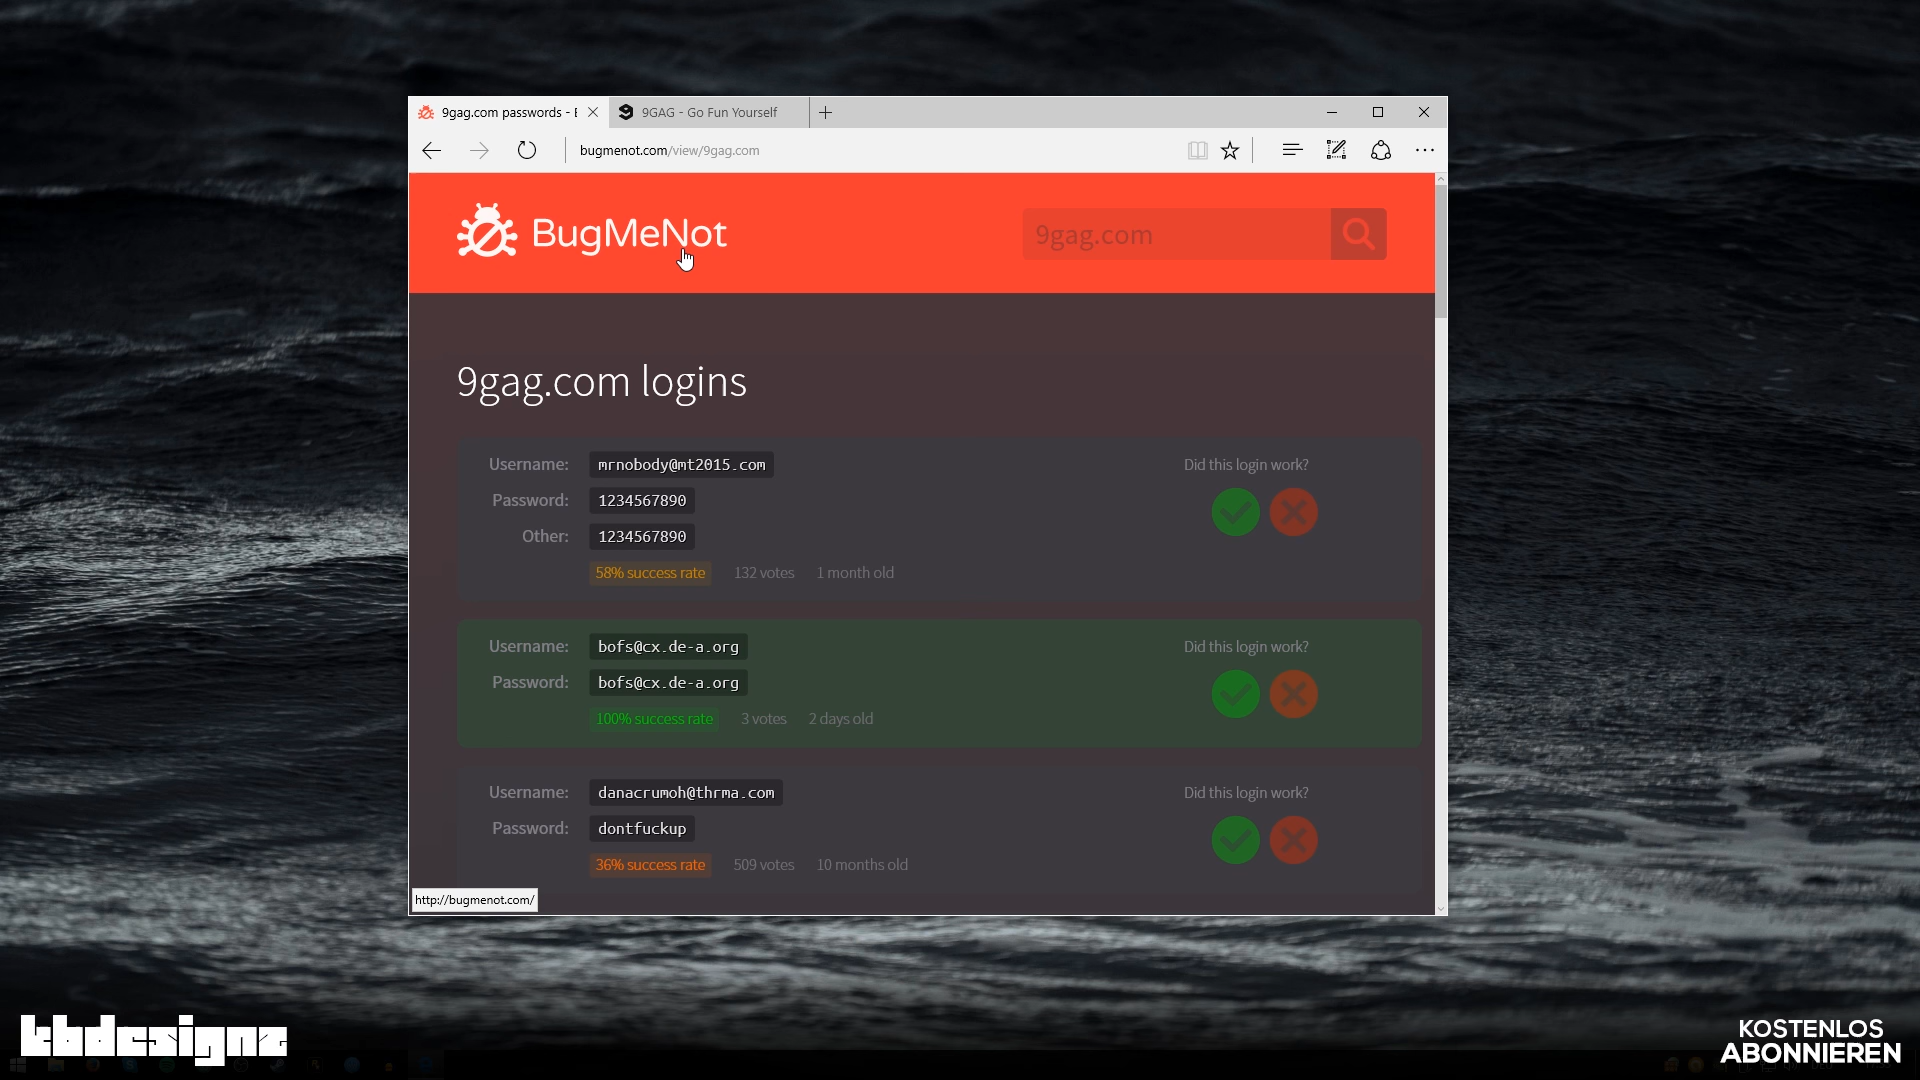 9gag.com passwords - B
9GAG - Go Fun Yourself
bugmenot.com/view/9gag.com
BugMeNot
9gag.com
9gag.com logins
Username: mrnobody@mt2015.com Did this login work?
Password: 1234567890
Other: 1234567890
58% success rate 132 votes 1 month old
Username: bofs@cx.de-a.org Did this login work?
Password: bofs@cx.de-a.org
100% success rate 3 votes 2 days old
Username: danacrumoh@thrma.com Did this login work?
Password: dontfuckup
36% success rate 509 votes 10 months old
http://bugmenot.com/
kbdesignz
KOSTENLOS
ABONNIEREN